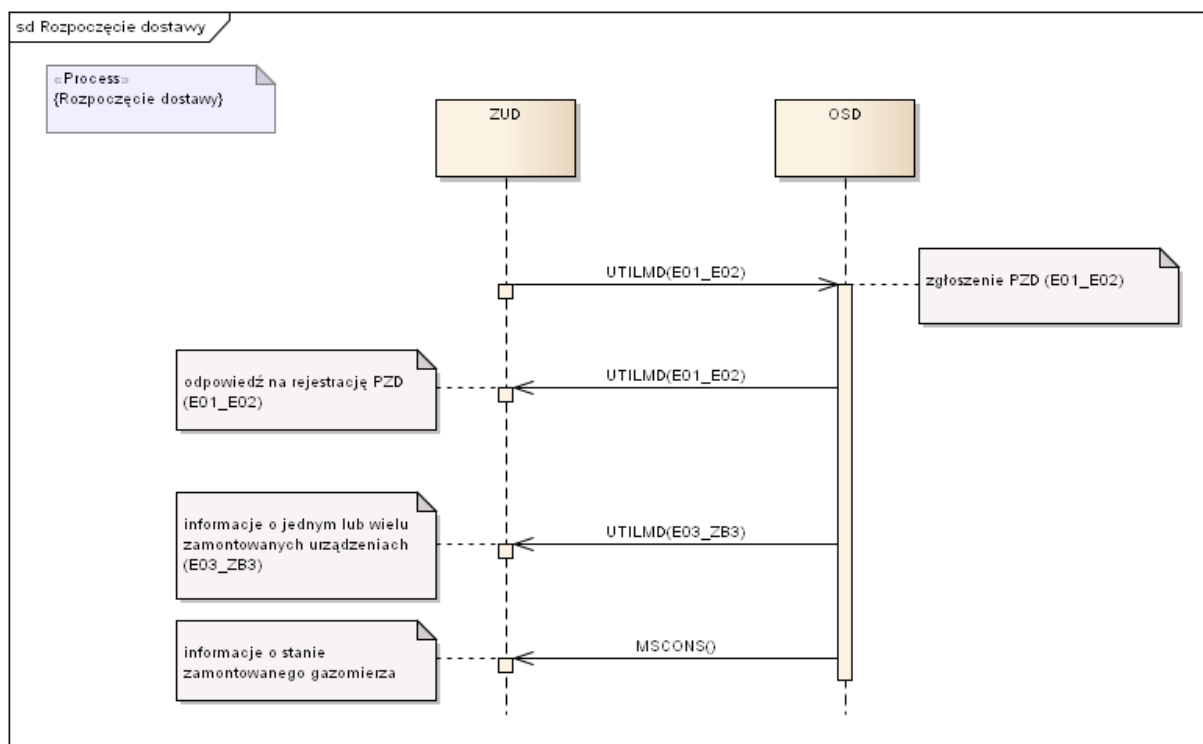 sd Rozpoczęcie dostawy
«Process»
{Rozpoczęcie dostawy}
ZUD
OSD
UTILMD(E01_E02)
zgłoszenie PZD (E01_E02)
odpowiedź na rejestrację PZD
(E01_E02)
UTILMD(E01_E02)
informacje o jednym lub wielu
zamontowanych urządzeniach
(E03_ZB3)
UTILMD(E03_ZB3)
informacje o stanie
zamontowanego gazomierza
MSCONS()